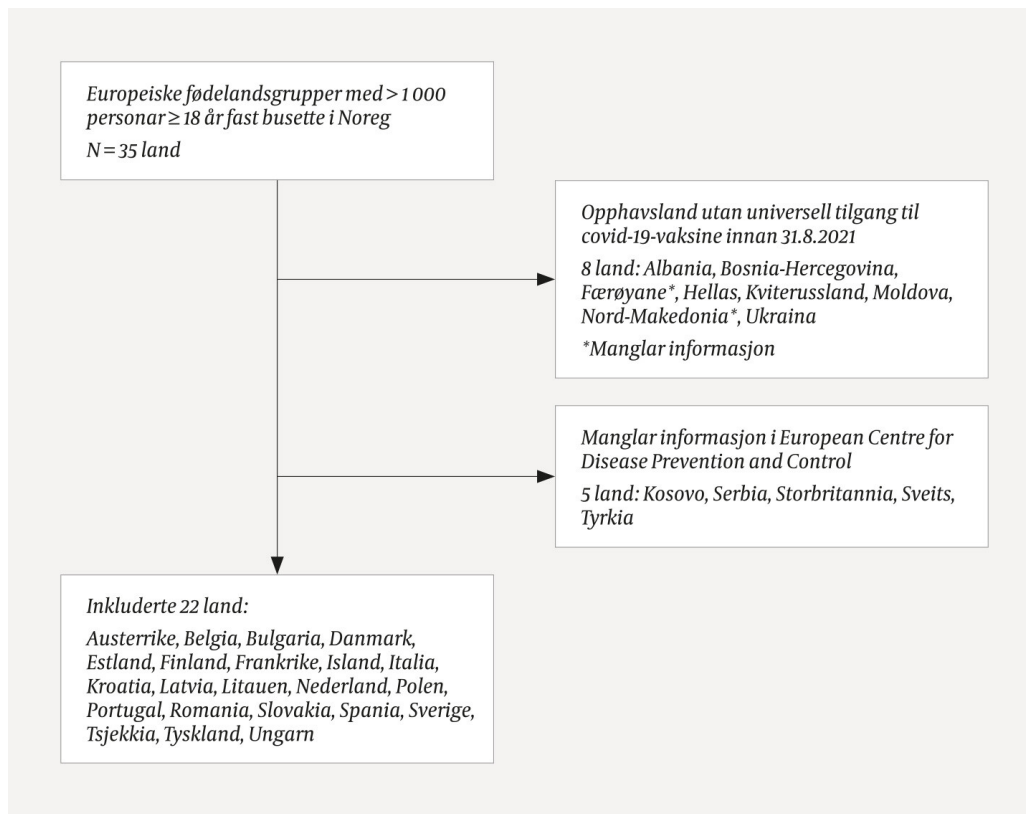 Europeiske fødelandsgrupper med > 1 000
personar ≥ 18 år fast busette i Noreg
N = 35 land
Opphavsland utan universell tilgang til
covid-19-vaksine innan 31.8.2021
8 land: Albania, Bosnia-Hercegovina,
Færøyane*, Hellas, Kviterussland, Moldova,
Nord-Makedonia*, Ukraina
*Manglar informasjon
Manglar informasjon i European Centre for
Disease Prevention and Control
5 land: Kosovo, Serbia, Storbritannia, Sveits,
Tyrkia
Inkluderte 22 land:
Austerrike, Belgia, Bulgaria, Danmark,
Estland, Finland, Frankrike, Island, Italia,
Kroatia, Latvia, Litauen, Nederland, Polen,
Portugal, Romania, Slovakia, Spania, Sverige,
Tsjekkia, Tyskland, Ungarn